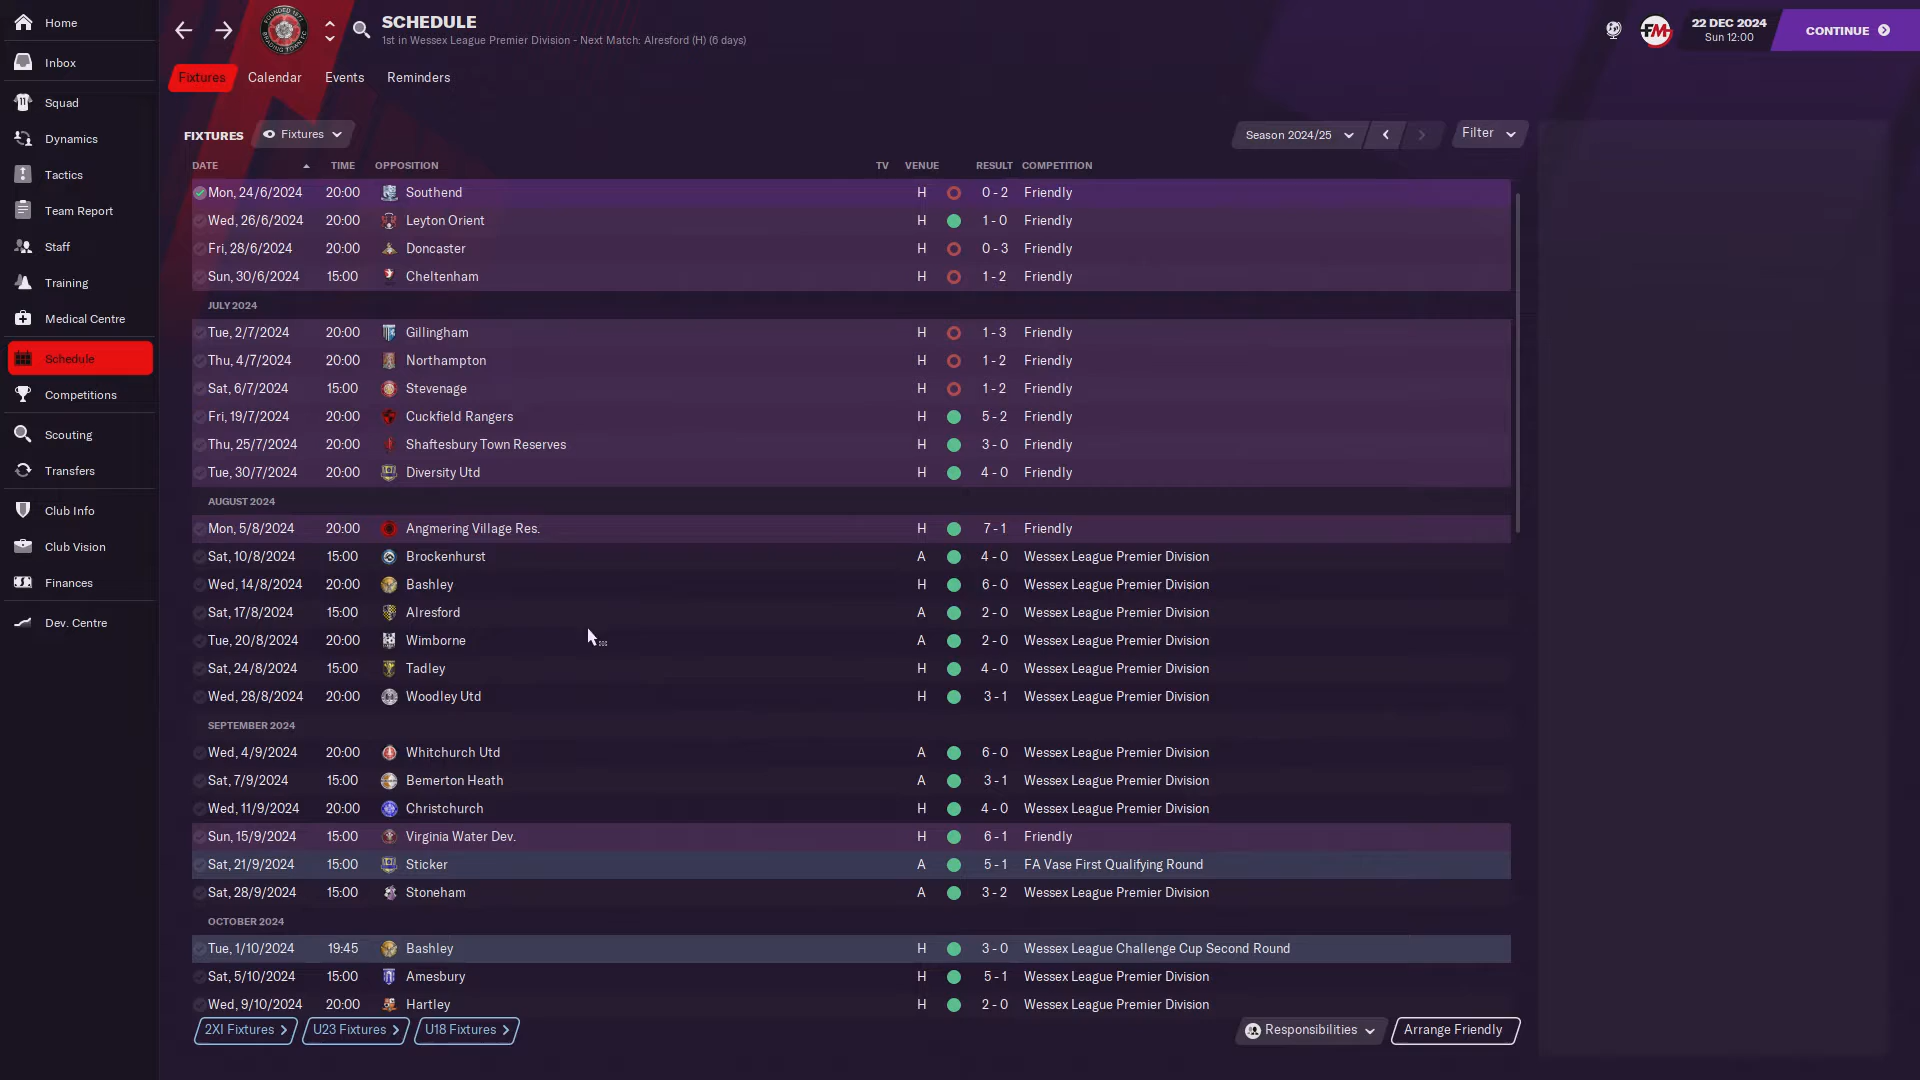 Home
Inbox
Squad
Dynamics
Tactics
Team Report
Staff
Training
Medical Centre
Schedule
Competitions
Scouting
Transfers
Club Info
Club Vision
Finances
Dev. Centre
SCHEDULE
1st in Wessex League Premier Division - Next Match: Alresford (H) (6 days)
22 DEC 2024
Sun 12:00
CONTINUE
Fixtures Calendar Events Reminders
FIXTURES Fixtures Season 2024/25 Filter
DATE TIME OPPOSITION TV VENUE RESULT COMPETITION
Mon, 24/6/2024 20:00 Southend H 0 - 2 Friendly
Wed, 26/6/2024 20:00 Leyton Orient H 1 - 0 Friendly
Fri, 28/6/2024 20:00 Doncaster H 0 - 3 Friendly
Sun, 30/6/2024 15:00 Cheltenham H 1 - 2 Friendly
JULY 2024
Tue, 2/7/2024 20:00 Gillingham H 1 - 3 Friendly
Thu, 4/7/2024 20:00 Northampton H 1 - 2 Friendly
Sat, 6/7/2024 15:00 Stevenage H 1 - 2 Friendly
Fri, 19/7/2024 20:00 Cuckfield Rangers H 5 - 2 Friendly
Thu, 25/7/2024 20:00 Shaftesbury Town Reserves H 3 - 0 Friendly
Tue, 30/7/2024 20:00 Diversity Utd H 4 - 0 Friendly
AUGUST 2024
Mon, 5/8/2024 20:00 Angmering Village Res. H 7 - 1 Friendly
Sat, 10/8/2024 15:00 Brockenhurst A 4 - 0 Wessex League Premier Division
Wed, 14/8/2024 20:00 Bashley H 6 - 0 Wessex League Premier Division
Sat, 17/8/2024 15:00 Alresford A 2 - 0 Wessex League Premier Division
Tue, 20/8/2024 20:00 Wimborne A 2 - 0 Wessex League Premier Division
Sat, 24/8/2024 15:00 Tadley H 4 - 0 Wessex League Premier Division
Wed, 28/8/2024 20:00 Woodley Utd H 3 - 1 Wessex League Premier Division
SEPTEMBER 2024
Wed, 4/9/2024 20:00 Whitchurch Utd A 6 - 0 Wessex League Premier Division
Sat, 7/9/2024 15:00 Bemerton Heath A 3 - 1 Wessex League Premier Division
Wed, 11/9/2024 20:00 Christchurch H 4 - 0 Wessex League Premier Division
Sun, 15/9/2024 15:00 Virginia Water Dev. H 6 - 1 Friendly
Sat, 21/9/2024 15:00 Sticker A 5 - 1 FA Vase First Qualifying Round
Sat, 28/9/2024 15:00 Stoneham A 3 - 2 Wessex League Premier Division
OCTOBER 2024
Tue, 1/10/2024 19:45 Bashley H 3 - 0 Wessex League Challenge Cup Second Round
Sat, 5/10/2024 15:00 Amesbury H 5 - 1 Wessex League Premier Division
Wed, 9/10/2024 20:00 Hartley H 2 - 0 Wessex League Premier Division
2XI Fixtures U23 Fixtures U18 Fixtures Responsibilities Arrange Friendly